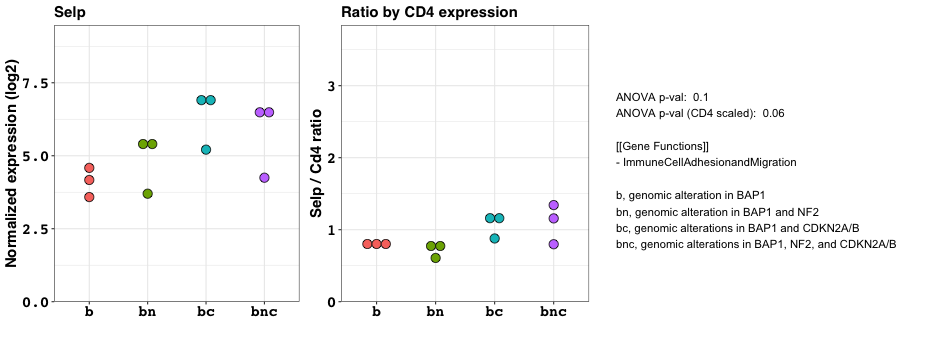 Selp
Normalized expression (log2)
7.5
5.0
2.5
0.0
b bn bc bnc
Ratio by CD4 expression
Selp / Cd4 ratio
3
2
1
0
b bn bc bnc
ANOVA p-val: 0.1
ANOVA p-val (CD4 scaled): 0.06
[[Gene Functions]]
- ImmuneCellAdhesionandMigration
b, genomic alteration in BAP1
bn, genomic alteration in BAP1 and NF2
bc, genomic alterations in BAP1 and CDKN2A/B
bnc, genomic alterations in BAP1, NF2, and CDKN2A/B